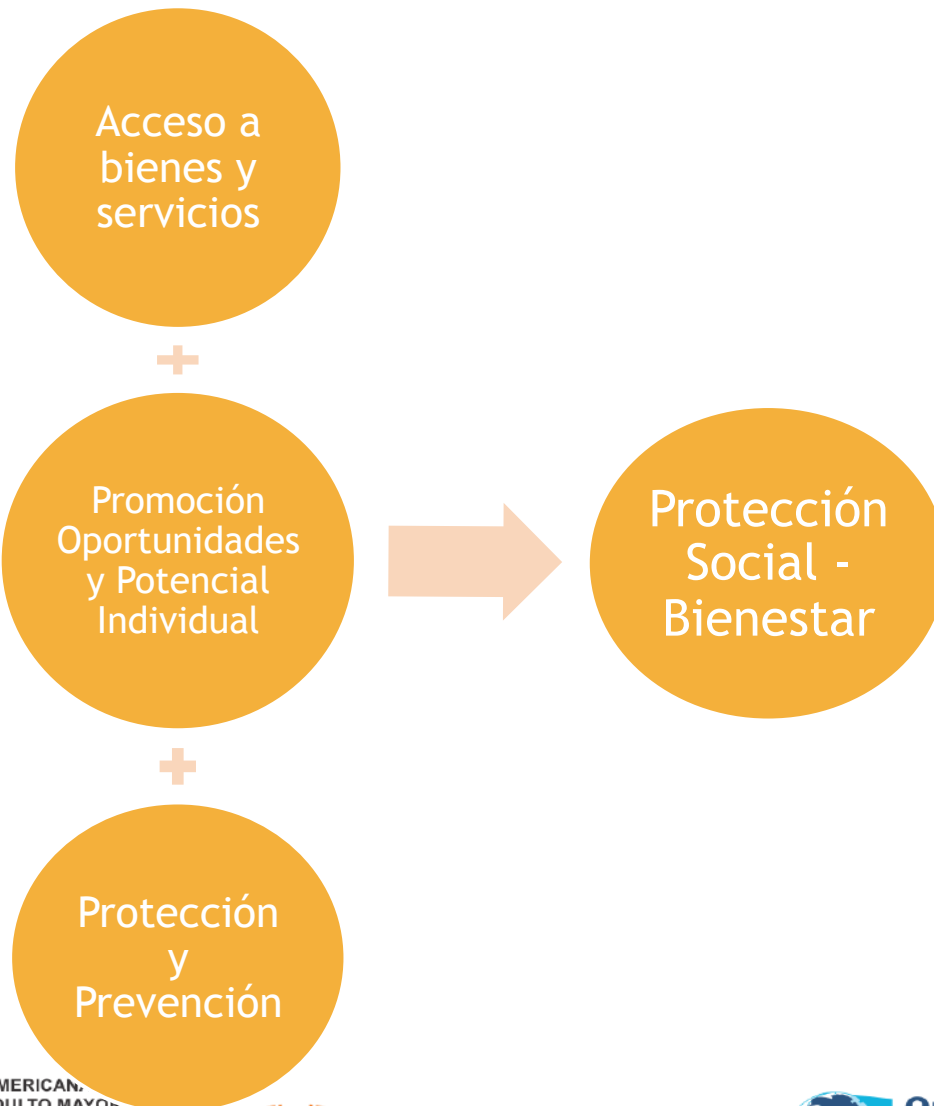 Acceso a
bienes y
servicios
Promoción
Oportunidades
y Potencial
Individual
Protección
Social -
Bienestar
Protección
y
Prevención